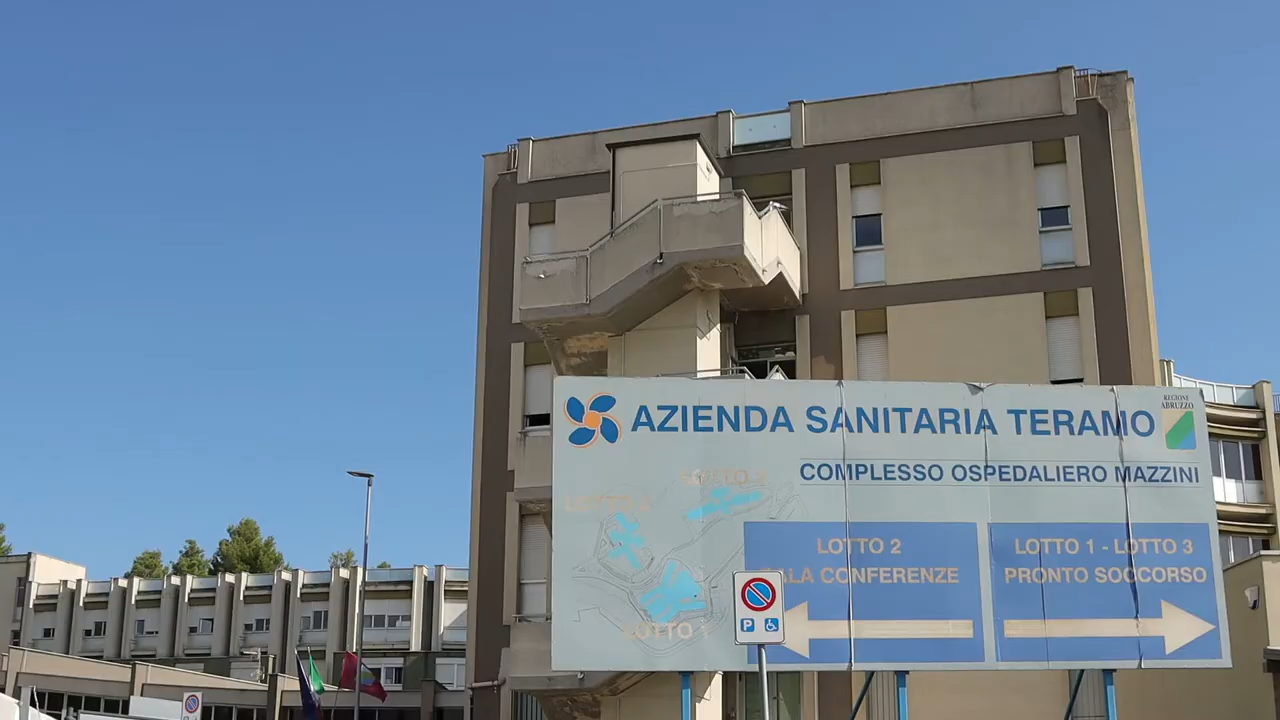 AZIENDA SANITARIA TERAMO
REGIONE
ABRUZZO
COMPLESSO OSPEDALIERO MAZZINI
LOTTO 2
SALA CONFERENZE
LOTTO 1 - LOTTO 3
PRONTO SOCCORSO
LOTTO
P